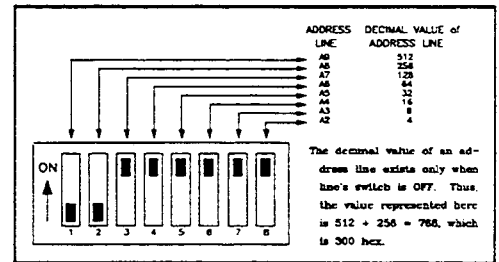 ADDRESS DECIMAL VALUE of
LINE ADDRESS LINE
A9 512
A8 256
A7 128
A6 64
A5 32
A4 16
A3 8
A2 4
ON
1 2 3 4 5 6 7 8
The decimal value of an ad-
dress line exists only when
line's switch is OFF. Thus,
the value represented here
is 512 + 256 = 768, which
is 300 hex.